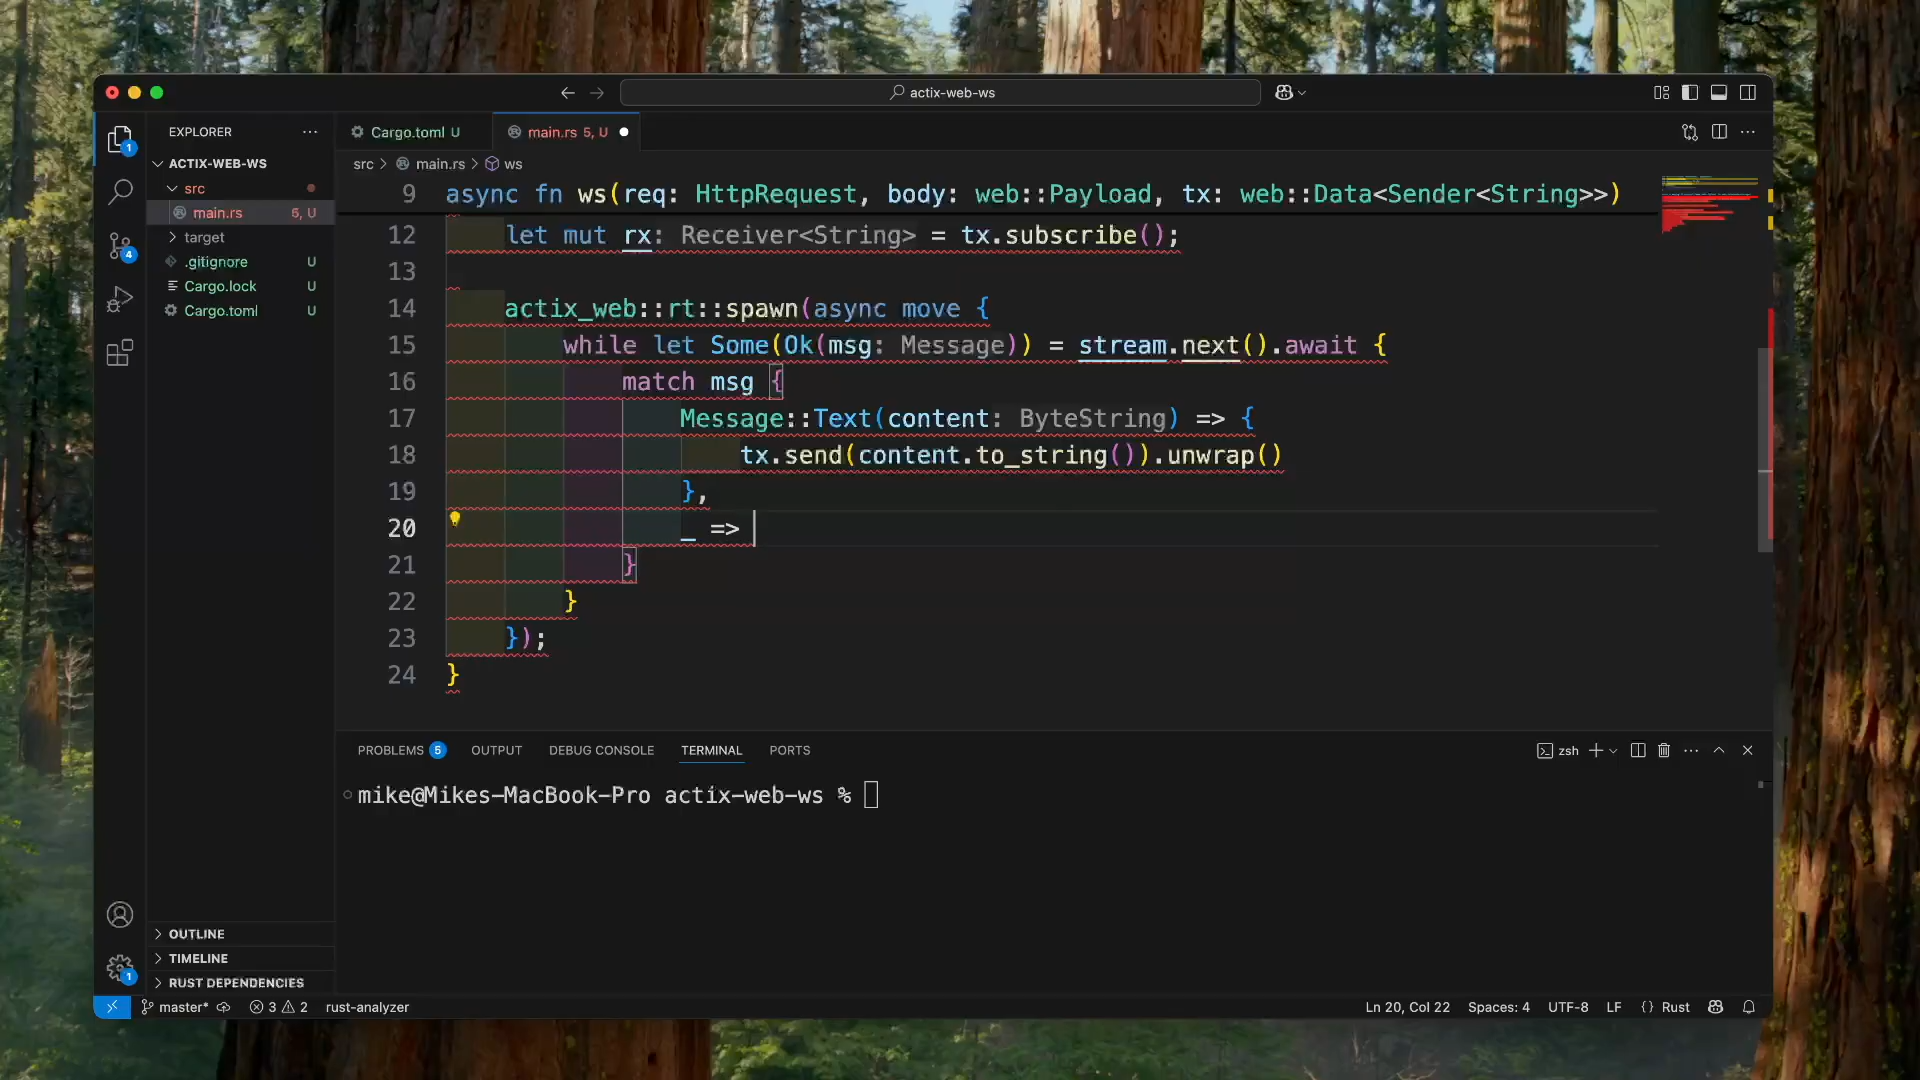 actix-web-ws
EXPLORER
Cargo.toml U
main.rs 5, U
ACTIX-WEB-WS
src
main.rs 5, U
target
.gitignore U
Cargo.lock U
Cargo.toml U
src > main.rs > ws
9 async fn ws(req: HttpRequest, body: web::Payload, tx: web::Data<Sender<String>>)
12 let mut rx: Receiver<String> = tx.subscribe();
13
14 actix_web::rt::spawn(async move {
15 while let Some(Ok(msg: Message)) = stream.next().await {
16 match msg {
17 Message::Text(content: ByteString) => {
18 tx.send(content.to_string()).unwrap()
19 },
20 _ =>
21 }
22 }
23 });
24 }
PROBLEMS 5 OUTPUT DEBUG CONSOLE TERMINAL PORTS
zsh
mike@Mikes-MacBook-Pro actix-web-ws %
1
4
1
OUTLINE
TIMELINE
RUST DEPENDENCIES
master* 3 2 rust-analyzer
Ln 20, Col 22 Spaces: 4 UTF-8 LF {} Rust